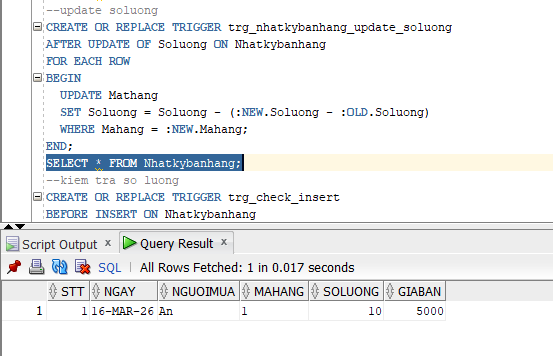 --update soluong
CREATE OR REPLACE TRIGGER trg_nhatkybanhang_update_soluong
AFTER UPDATE OF Soluong ON Nhatkybanhang
FOR EACH ROW
BEGIN
UPDATE Mathang
SET Soluong = Soluong - (:NEW.Soluong - :OLD.Soluong)
WHERE Mahang = :NEW.Mahang;
END;
SELECT * FROM Nhatkybanhang;
--kiem tra so luong
CREATE OR REPLACE TRIGGER trg_check_insert
BEFORE INSERT ON Nhatkybanhang
Script Output x Query Result x
SQL | All Rows Fetched: 1 in 0.017 seconds
STT NGAY NGUOIMUA MAHANG SOLUONG GIABAN
1 1 16-MAR-26 An 1 10 5000